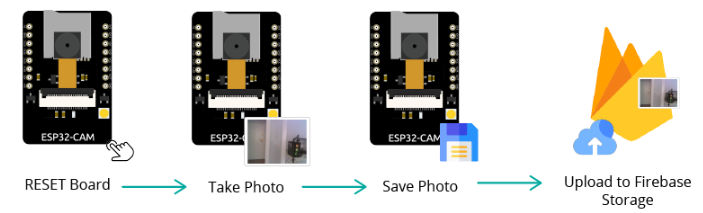 ESP32-CAM
ESP32-CAM
ESP32-CAM
RESET Board
Take Photo
Save Photo
Upload to Firebase
Storage